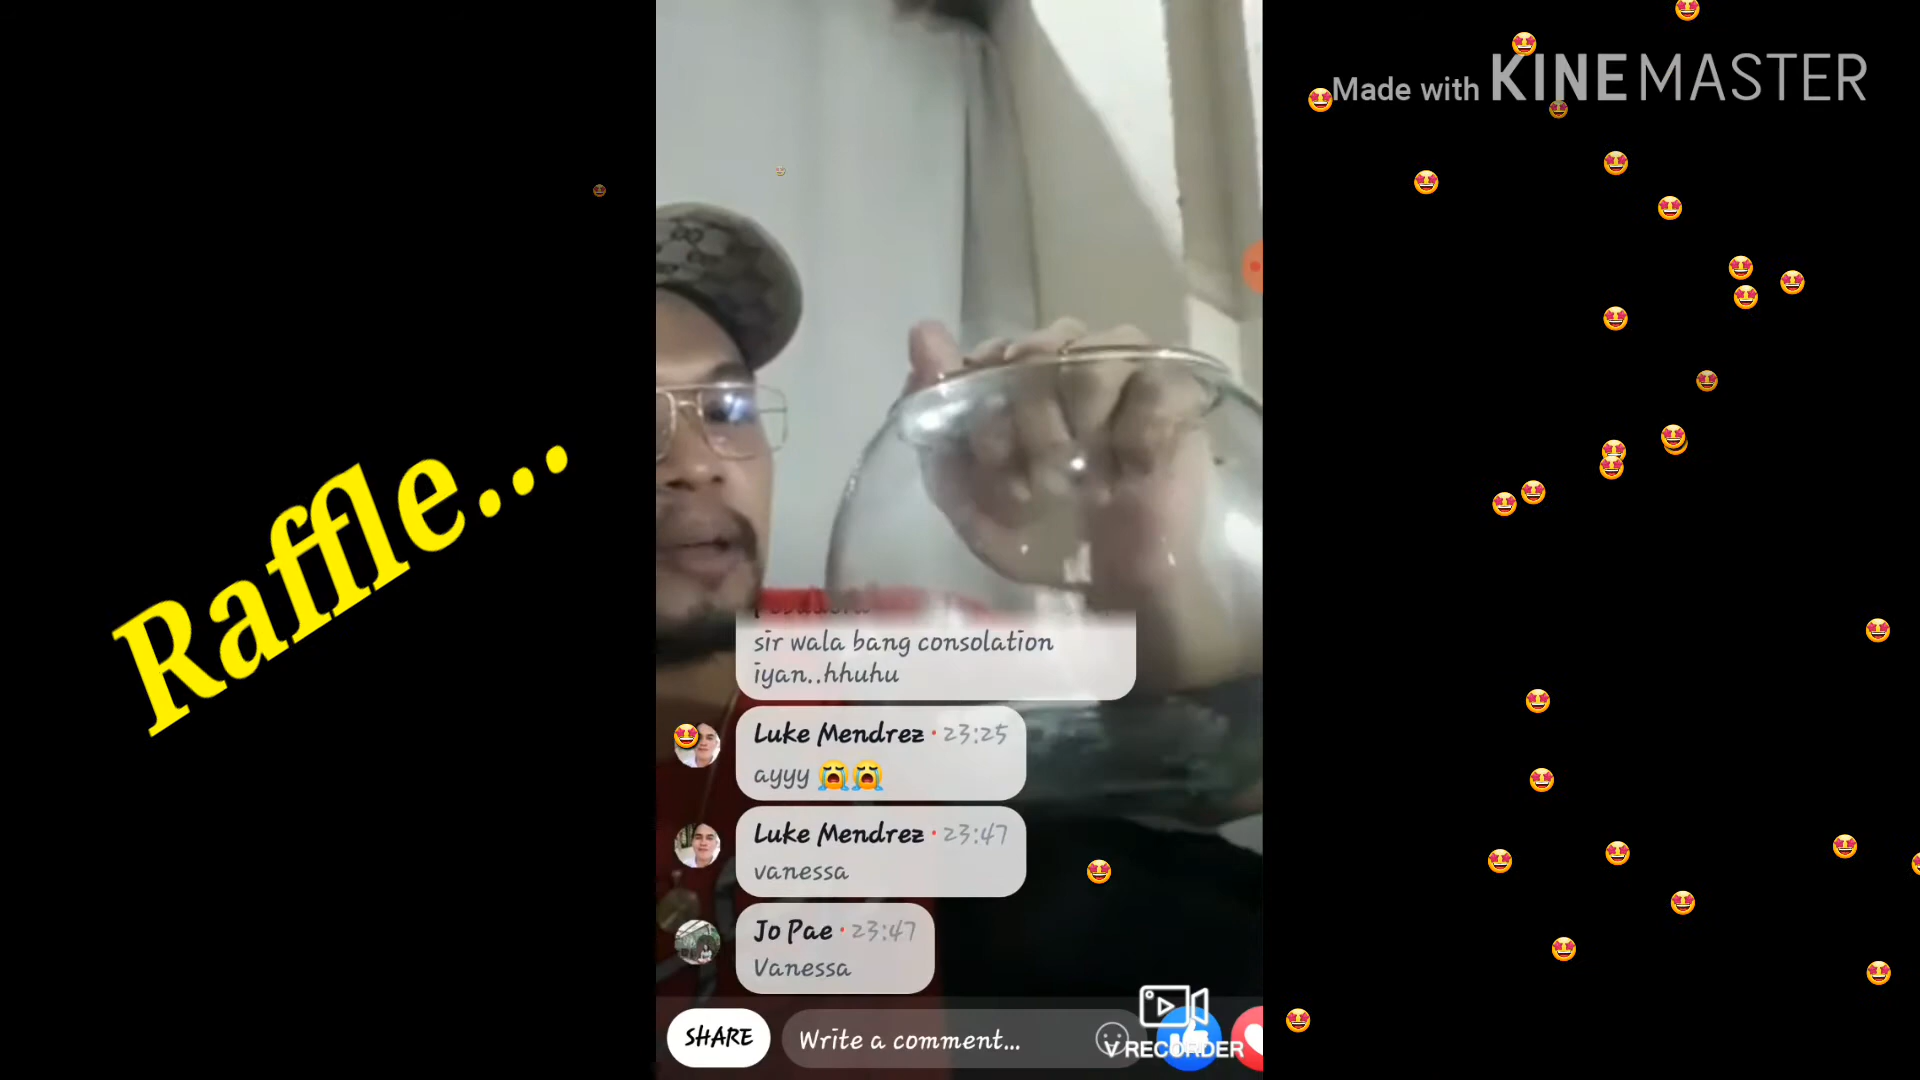 Made with KINEMASTER
Raffle...
sir wala bang consolation
iyan..hhuhu
Luke Mendrez · 23:25
ayyy 😭😭
Luke Mendrez · 23:47
vanessa
Jo Pae · 23:47
Vanessa
SHARE
Write a comment...
V RECORDER